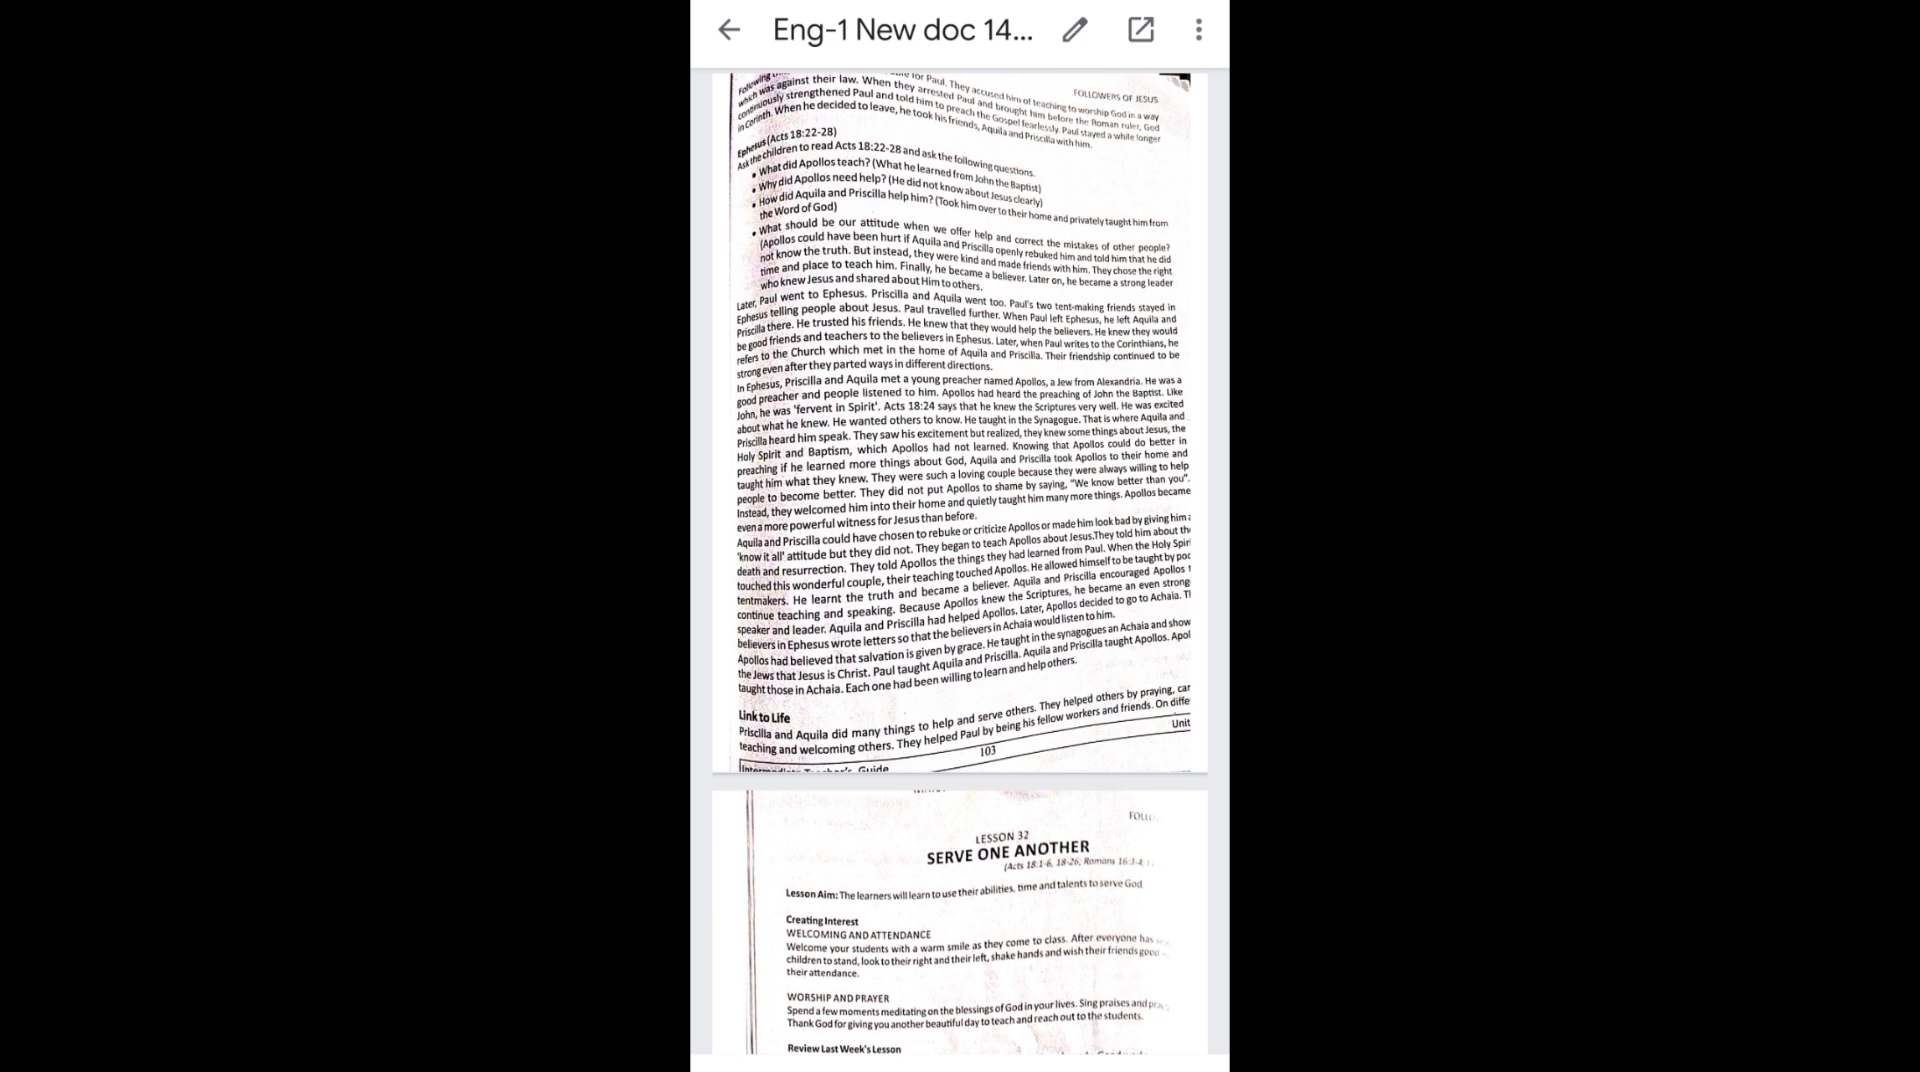 Eng-1 New doc 14...
FOLLOWERS OF JESUS
Following for Paul. They accused him of teaching to worship God in a way
which was against their law. When they arrested Paul and brought him before the Roman ruler, God
continuously strengthened Paul and told him to preach the Gospel fearlessly. Paul stayed a while longer
in Corinth. When he decided to leave, he took his friends, Aquila and Priscilla with him.
Ephesus (Acts 18:22-28)
Ask the children to read Acts 18:22-28 and ask the following questions.
• What did Apollos teach? (What he learned from John the Baptist)
• Why did Apollos need help? (He did not know about Jesus clearly)
• How did Aquila and Priscilla help him? (Took him over to their home and privately taught him from
the Word of God)
• What should be our attitude when we offer help and correct the mistakes of other people?
(Apollos could have been hurt if Aquila and Priscilla openly rebuked him and told him that he did
not know the truth. But instead, they were kind and made friends with him. They chose the right
time and place to teach him. Finally, he became a believer. Later on, he became a strong leader
who knew Jesus and shared about Him to others.
Later, Paul went to Ephesus. Priscilla and Aquila went too. Paul's two tent-making friends stayed in
Ephesus telling people about Jesus. Paul travelled further. When Paul left Ephesus, he left Aquila and
Priscilla there. He trusted his friends. He knew that they would help the believers. He knew they would
be good friends and teachers to the believers in Ephesus. Later, when Paul writes to the Corinthians, he
refers to the Church which met in the home of Aquila and Priscilla. Their friendship continued to be
strong even after they parted ways in different directions.
In Ephesus, Priscilla and Aquila met a young preacher named Apollos, a Jew from Alexandria. He was a
good preacher and people listened to him. Apollos had heard the preaching of John the Baptist. Like
John, he was 'fervent in Spirit'. Acts 18:24 says that he knew the Scriptures very well. He was excited
about what he knew. He wanted others to know. He taught in the Synagogue. That is where Aquila and
Priscilla heard him speak. They saw his excitement but realized, they knew some things about Jesus, the
Holy Spirit and Baptism, which Apollos had not learned. Knowing that Apollos could do better in
preaching if he learned more things about God, Aquila and Priscilla took Apollos to their home and
taught him what they knew. They were such a loving couple because they were always willing to help
people to become better. They did not put Apollos to shame by saying, "We know better than you".
Instead, they welcomed him into their home and quietly taught him many more things. Apollos became
even a more powerful witness for Jesus than before.
Aquila and Priscilla could have chosen to rebuke or criticize Apollos or made him look bad by giving him a
'know it all' attitude but they did not. They began to teach Apollos about Jesus.They told him about th
death and resurrection. They told Apollos the things they had learned from Paul. When the Holy Spiri
touched this wonderful couple, their teaching touched Apollos. He allowed himself to be taught by poo
tentmakers. He learnt the truth and became a believer. Aquila and Priscilla encouraged Apollos t
continue teaching and speaking. Because Apollos knew the Scriptures, he became an even strong
speaker and leader. Aquila and Priscilla had helped Apollos. Later, Apollos decided to go to Achaia. Tl
believers in Ephesus wrote letters so that the believers in Achaia would listen to him.
Apollos had believed that salvation is given by grace. He taught in the synagogues an Achaia and show
the Jews that Jesus is Christ. Paul taught Aquila and Priscilla. Aquila and Priscilla taught Apollos. Apol
taught those in Achaia. Each one had been willing to learn and help others.
Link to Life
Priscilla and Aquila did many things to help and serve others. They helped others by praying, car
teaching and welcoming others. They helped Paul by being his fellow workers and friends. On diffe
Unit
103
Intermediate Teacher's Guide
FOLLO
LESSON 32
SERVE ONE ANOTHER
(Acts 18:1-6, 18-26; Romans 16:3-4
Lesson Aim: The learners will learn to use their abilities, time and talents to serve God
Creating Interest
WELCOMING AND ATTENDANCE
Welcome your students with a warm smile as they come to class. After everyone has
children to stand, look to their right and their left, shake hands and wish their friends good
their attendance.
WORSHIP AND PRAYER
Spend a few moments meditating on the blessings of God in your lives. Sing praises and pra
Thank God for giving you another beautiful day to teach and reach out to the students.
Review Last Week's Lesson